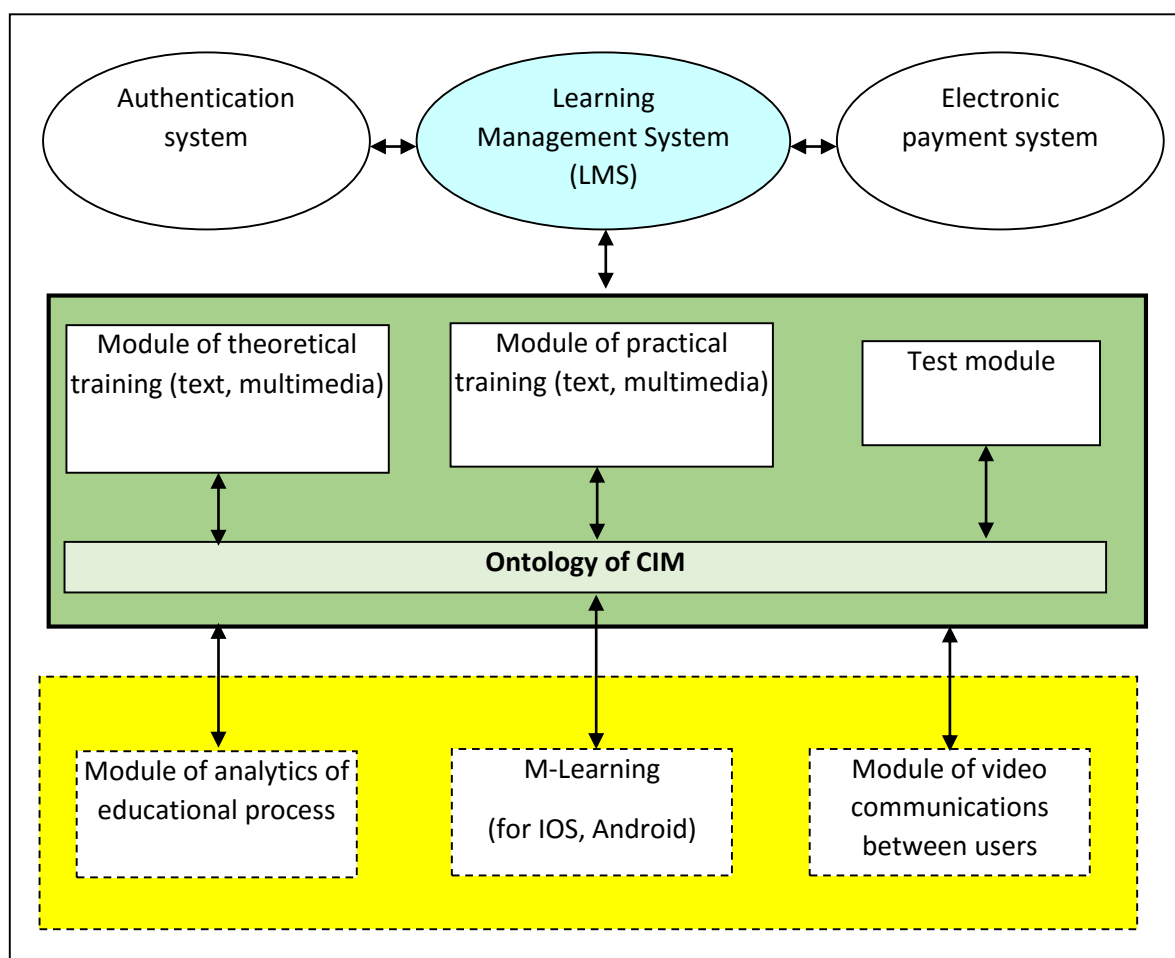 Authentication
system
Learning
Management System
(LMS)
Electronic
payment system
Module of theoretical
training (text, multimedia)
Module of practical
training (text, multimedia)
Test module
Ontology of CIM
Module of analytics of
educational process
M-Learning
(for IOS, Android)
Module of video
communications
between users